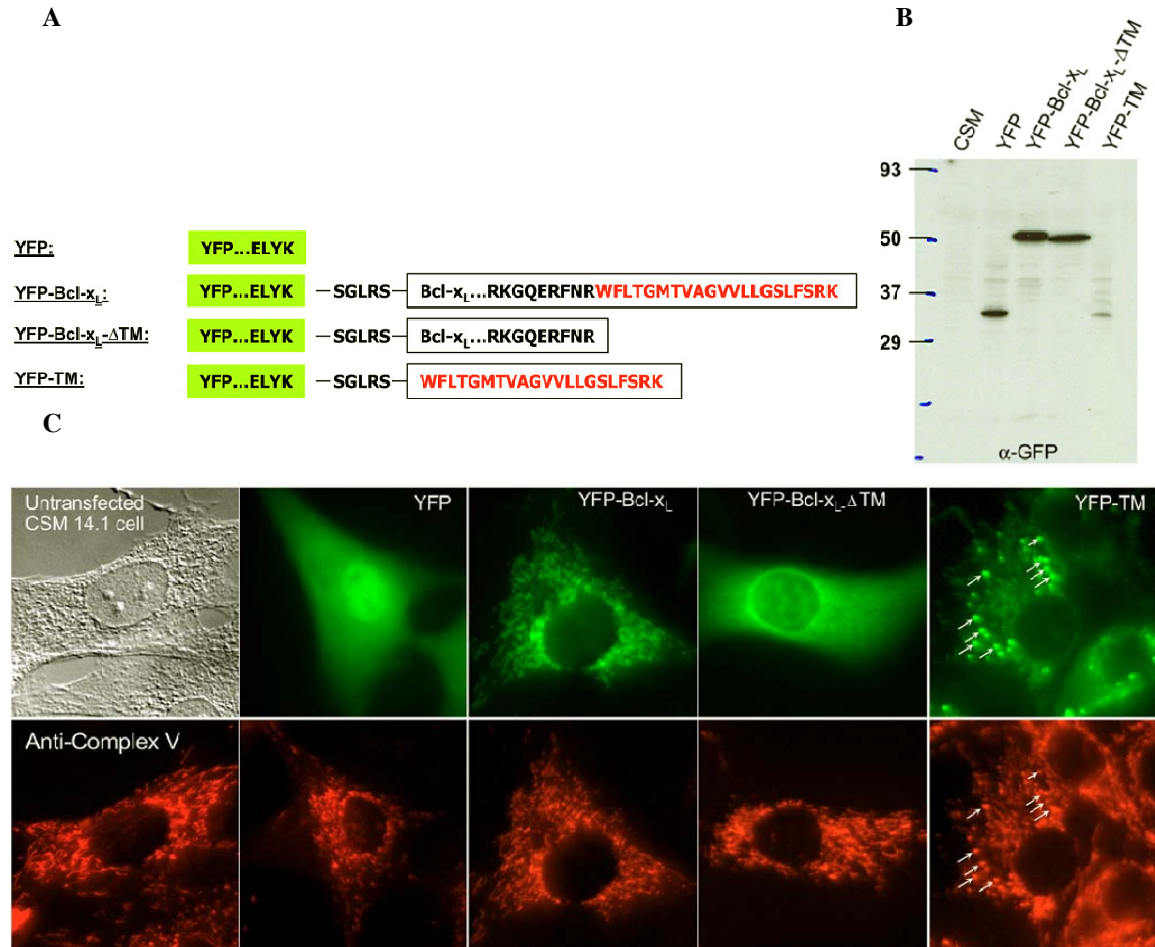 A
B
CSM
YFP
YFP-Bcl-xL
YFP-Bcl-xL-ΔTM
YFP-TM
93
50
37
29
α-GFP
YFP: YFP...ELYK
YFP-Bcl-xL: YFP...ELYK SGLRS Bcl-xL...RKGQERFNRWFLTGMTVAGVVLLGSLFSRK
YFP-Bcl-xL-ΔTM: YFP...ELYK SGLRS Bcl-xL...RKGQERFNR
YFP-TM: YFP...ELYK SGLRS WFLTGMTVAGVVLLGSLFSRK
C
Untransfected
CSM 14.1 cell
YFP
YFP-Bcl-xL
YFP-Bcl-xL-ΔTM
YFP-TM
Anti-Complex V